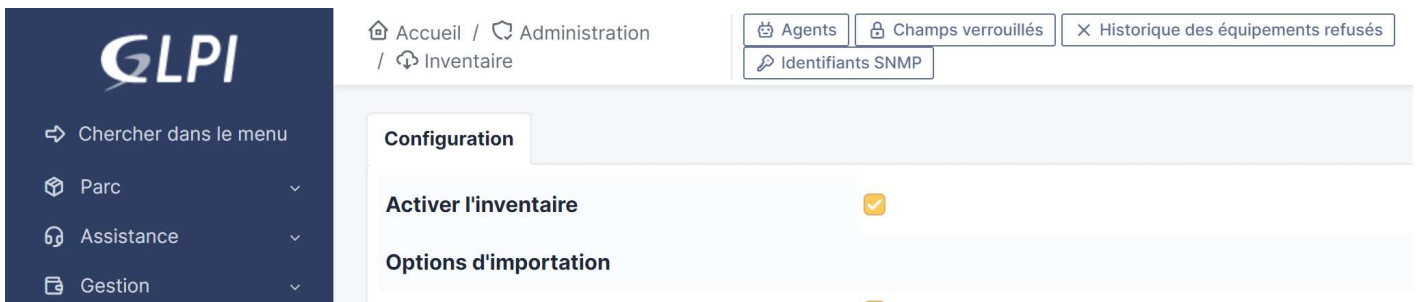 GLPI
Chercher dans le menu
Parc
Assistance
Gestion
Accueil / Administration
/ Inventaire
Agents
Champs verrouillés
Historique des équipements refusés
Identifiants SNMP
Configuration
Activer l'inventaire
Options d'importation